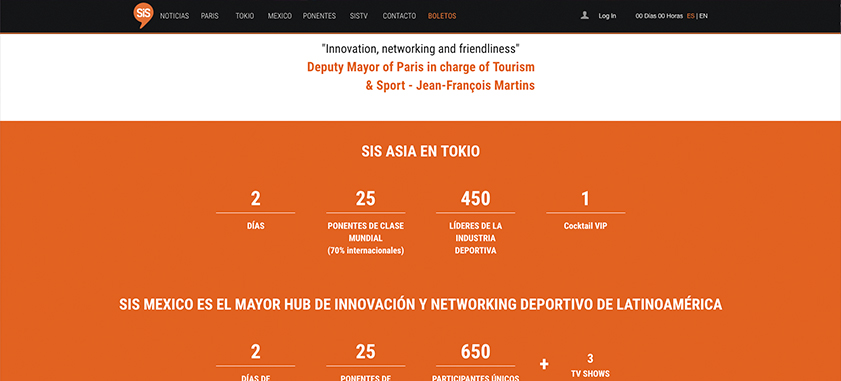 SiS NOTICIAS PARIS TOKIO MEXICO PONENTES SISTV CONTACTO BOLETOS Log In 00 Días 00 Horas ES | EN
"Innovation, networking and friendliness"
Deputy Mayor of Paris in charge of Tourism
& Sport - Jean-François Martins
SIS ASIA EN TOKIO
2 25 450 1
DÍAS PONENTES DE CLASE LÍDERES DE LA Cocktail VIP
MUNDIAL INDUSTRIA
(70% internacionales) DEPORTIVA
SIS MEXICO ES EL MAYOR HUB DE INNOVACIÓN Y NETWORKING DEPORTIVO DE LATINOAMÉRICA
2 25 650 + 3
DÍAS DE PONENTES DE PARTICIPANTES ÚNICOS TV SHOWS